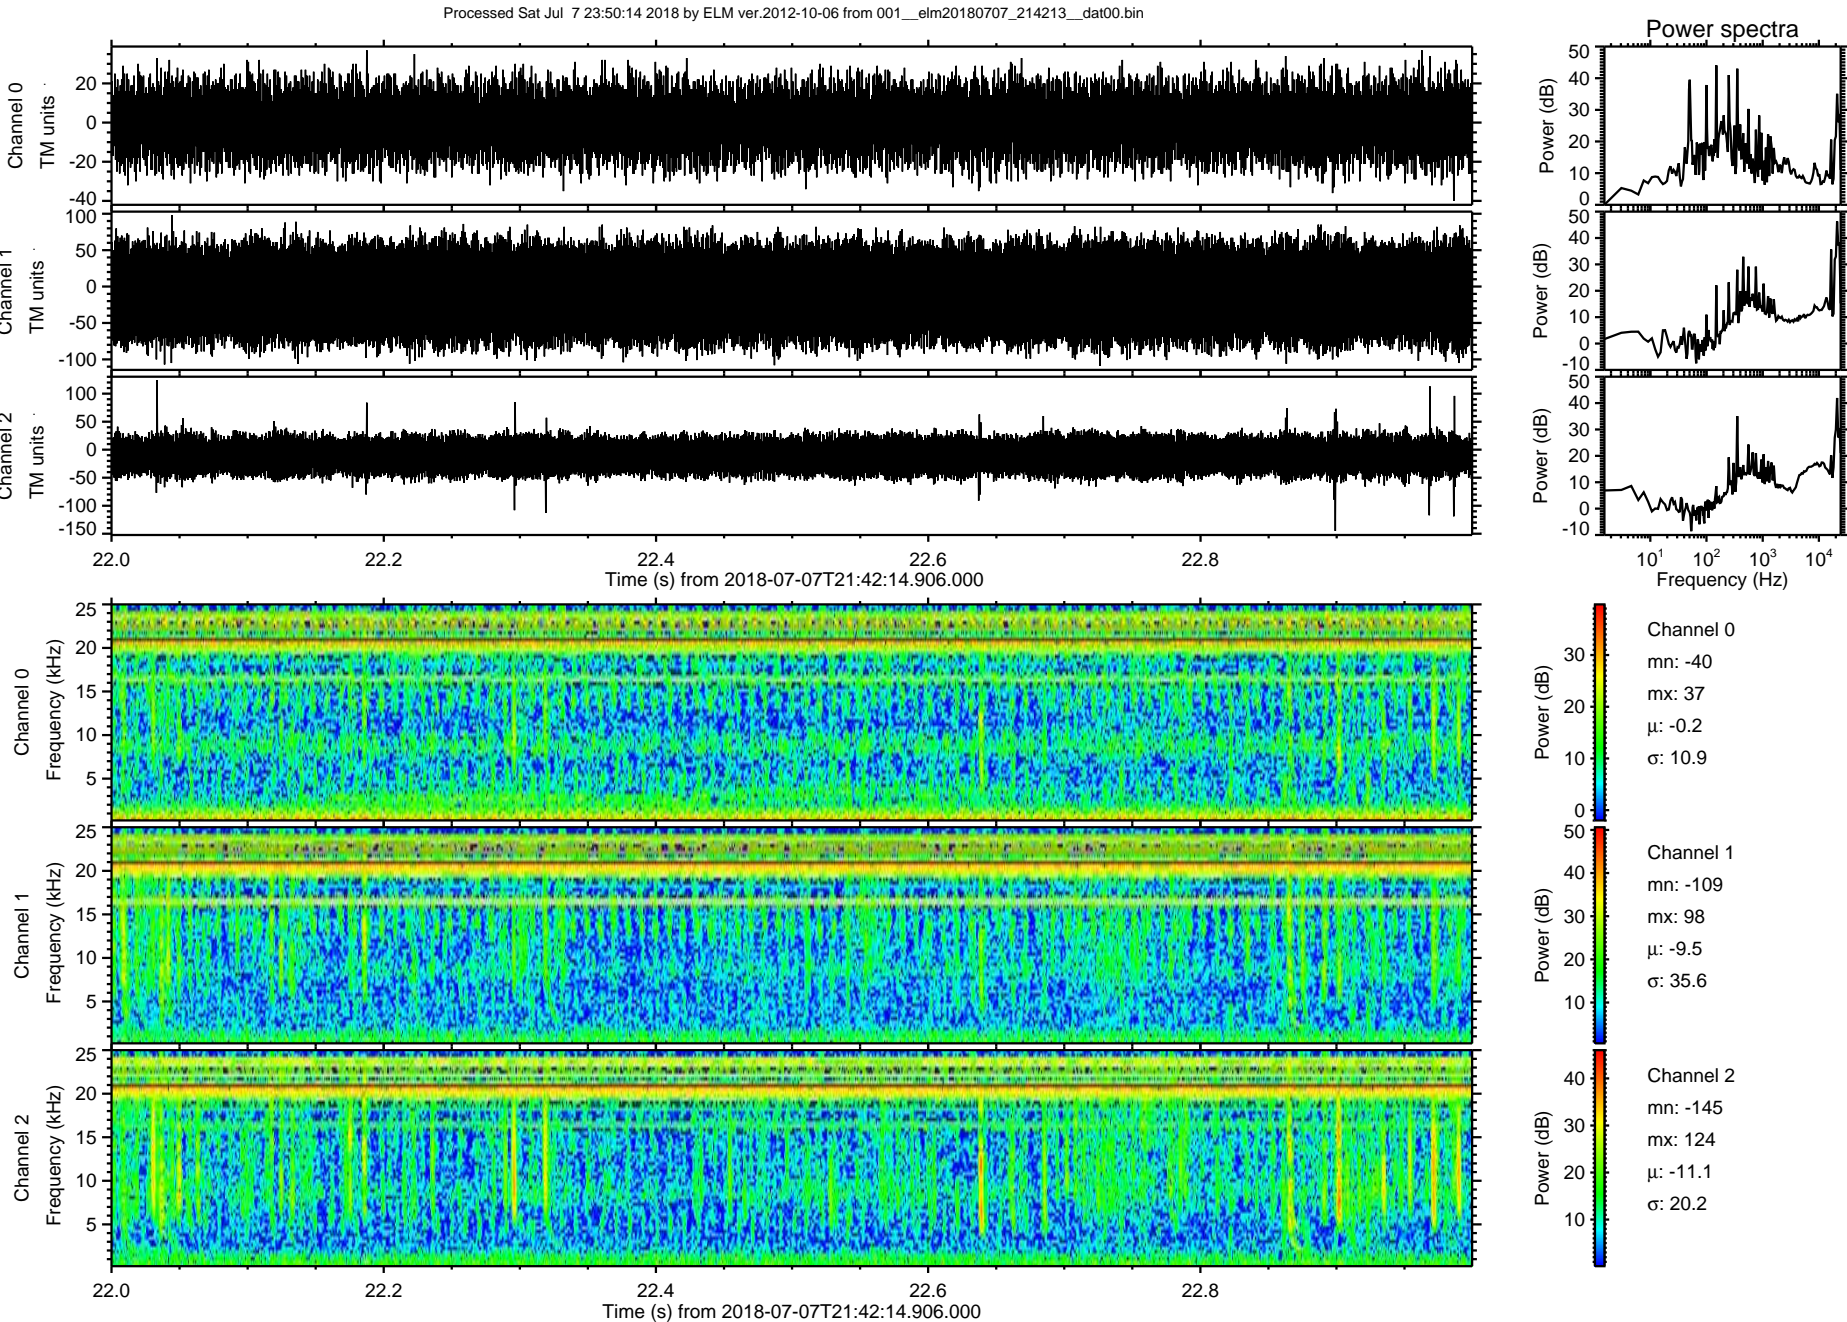 Processed Sat Jul  7 23:50:14 2018 by ELM ver.2012-10-06 from 001__elm20180707_214213__dat00.bin
Power spectra
Channel 0
TM units
20
0
-20
-40
Power (dB)
50
40
30
20
10
0
Channel 1
TM units
100
50
0
-50
-100
Power (dB)
50
40
30
20
10
0
-10
Channel 2
TM units
100
50
0
-50
-100
-150
Power (dB)
50
40
30
20
10
0
-10
22.0 22.2 22.4 22.6 22.8
Time (s) from 2018-07-07T21:42:14.906.000
10¹ 10² 10³ 10⁴
Frequency (Hz)
Channel 0
Frequency (kHz)
25
20
15
10
5
Power (dB)
30
20
10
0
Channel 0
mn: -40
mx: 37
μ: -0.2
σ: 10.9
Channel 1
Frequency (kHz)
25
20
15
10
5
Power (dB)
50
40
30
20
10
Channel 1
mn: -109
mx: 98
μ: -9.5
σ: 35.6
Channel 2
Frequency (kHz)
25
20
15
10
5
Power (dB)
40
30
20
10
Channel 2
mn: -145
mx: 124
μ: -11.1
σ: 20.2
22.0 22.2 22.4 22.6 22.8
Time (s) from 2018-07-07T21:42:14.906.000